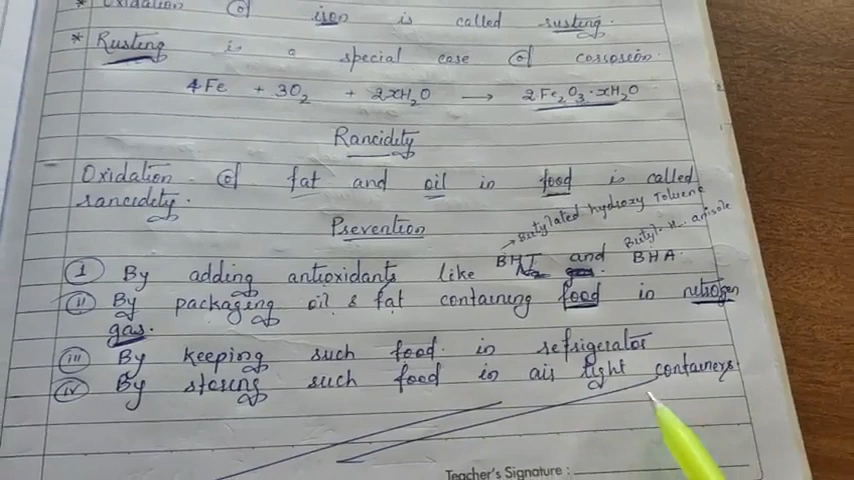 * Oxidation of iron is called rusting.
* Rusting is a special case of corrosion.
4Fe + 3O₂ + 2xH₂O → 2Fe₂O₃·xH₂O
Rancidity
Oxidation of fat and oil in food is called
rancidity.
Prevention
→ Butylated hydroxy Toluene
Butyl. H. anisole
(i) By adding antioxidants like BHT and BHA.
(ii) By packaging oil & fat containing food in nitrogen
gas.
(iii) By keeping such food in refrigerator
(iv) By storing such food in air tight containers.
Teacher's Signature :